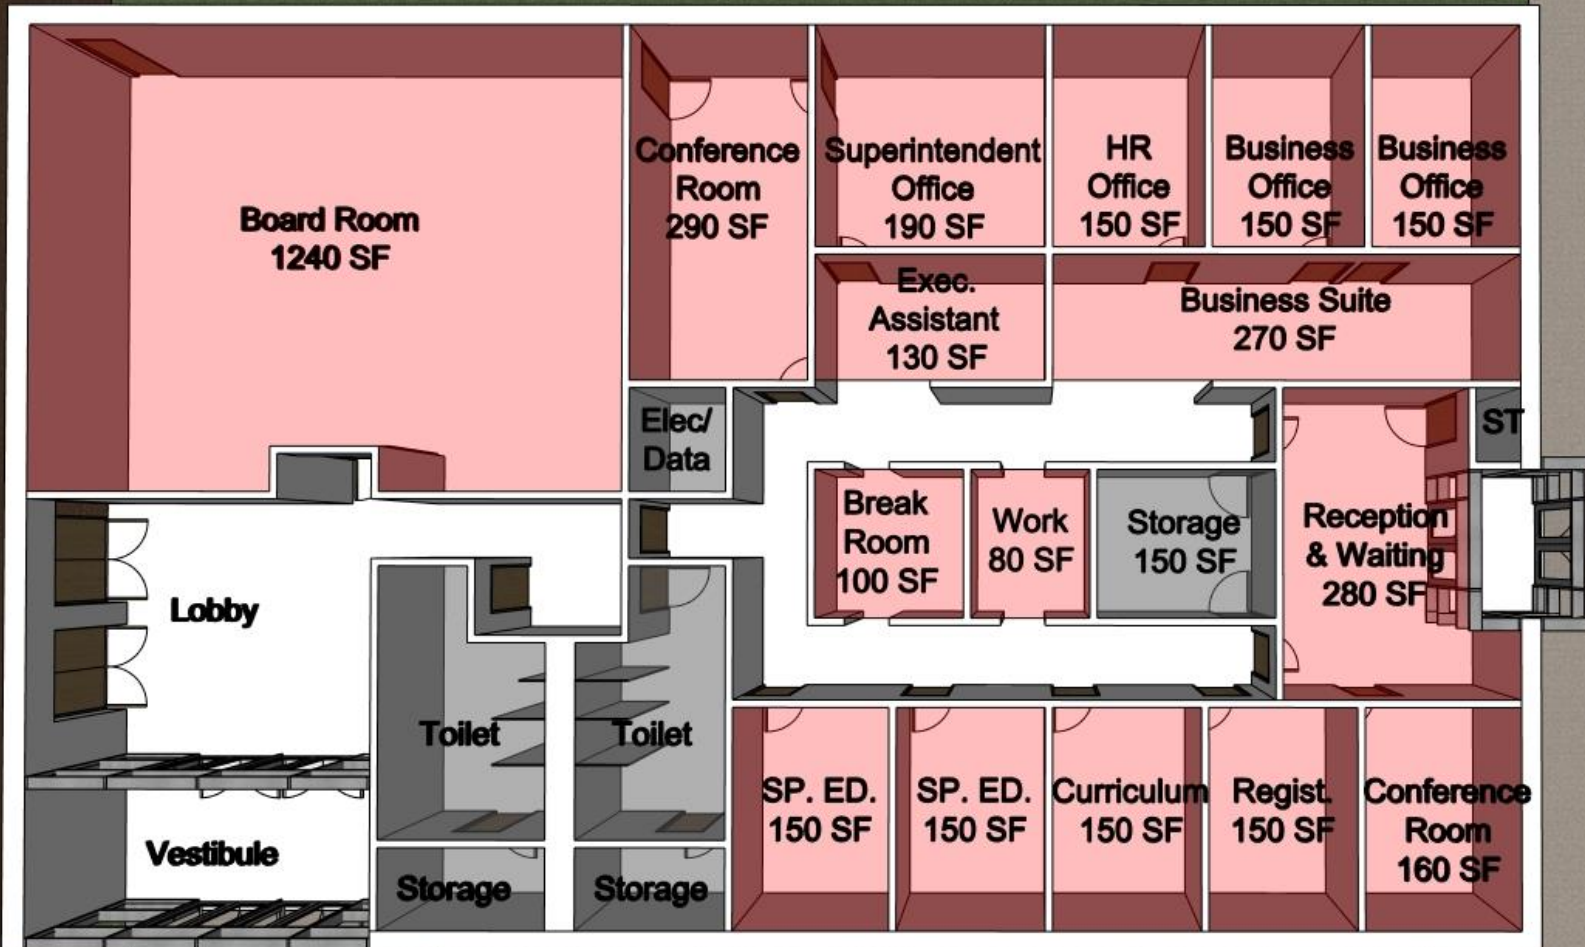 Board Room
1240 SF
Conference
Room
290 SF
Superintendent
Office
190 SF
HR
Office
150 SF
Business
Office
150 SF
Business
Office
150 SF
Exec.
Assistant
130 SF
Business Suite
270 SF
Elec/
Data
ST
Break
Room
100 SF
Work
80 SF
Storage
150 SF
Reception
& Waiting
280 SF
Lobby
Toilet
Toilet
Vestibule
Storage
Storage
SP. ED.
150 SF
SP. ED.
150 SF
Curriculum
150 SF
Regist.
150 SF
Conference
Room
160 SF